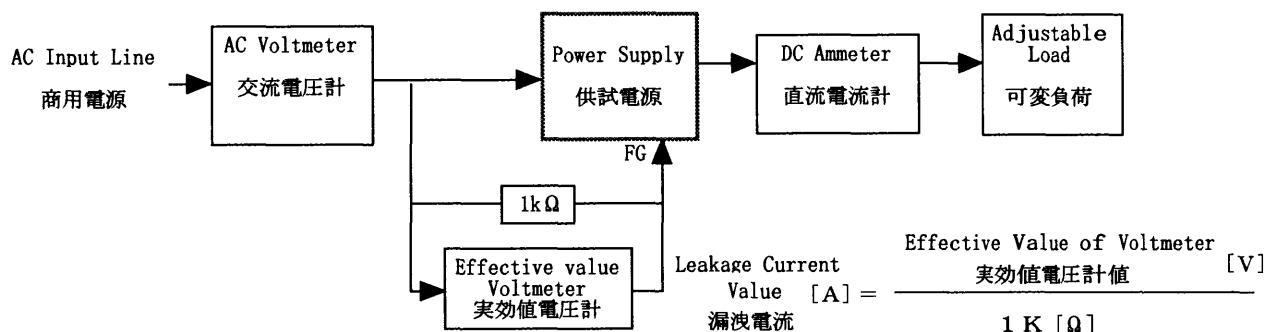 AC Input Line
商用電源
AC Voltmeter
交流電圧計
Power Supply
供試電源
DC Ammeter
直流電流計
Adjustable
Load
可変負荷
FG
1kΩ
Effective value
Voltmeter
実効値電圧計
Leakage Current
Value [A] =
漏洩電流
Effective Value of Voltmeter
実効値電圧計値 [V]
1 K [Ω]